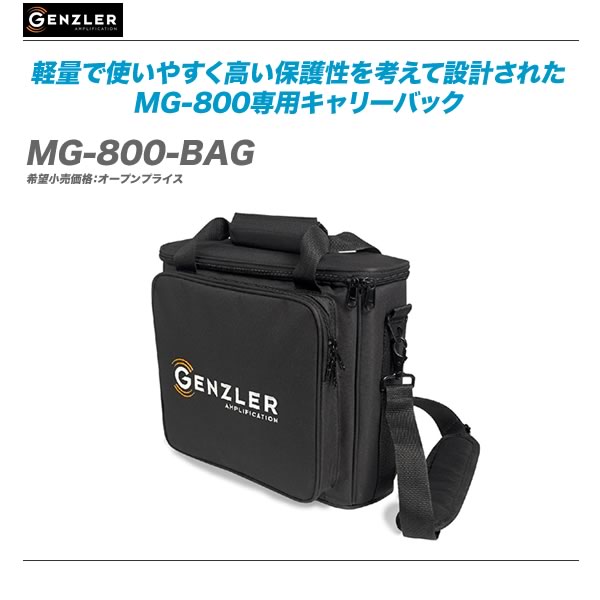 GENZLER
AMPLIFICATION
軽量で使いやすく高い保護性を考えて設計された
MG-800専用キャリーバック
MG-800-BAG
希望小売価格:オープンプライス
GENZLER
AMPLIFICATION